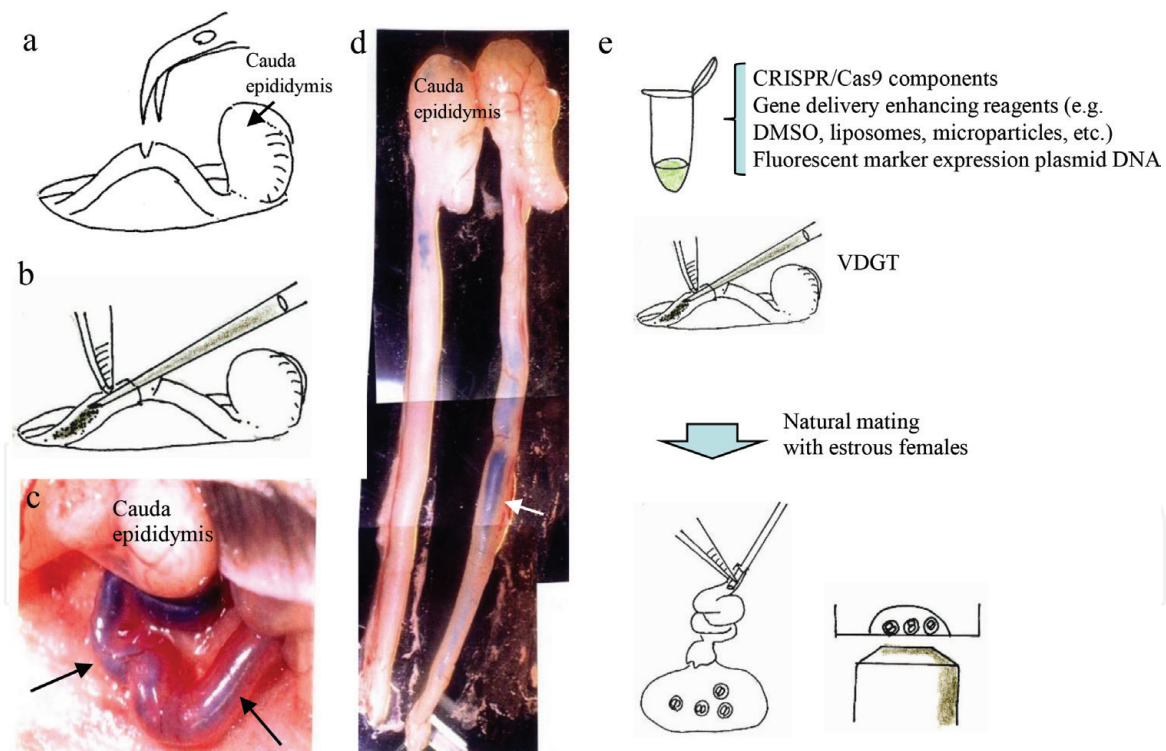 a
Cauda
epididymis
b
c
Cauda
epididymis
d
Cauda
epididymis
e
CRISPR/Cas9 components
Gene delivery enhancing reagents (e.g.
DMSO, liposomes, microparticles, etc.)
Fluorescent marker expression plasmid DNA
VDGT
Natural mating
with estrous females